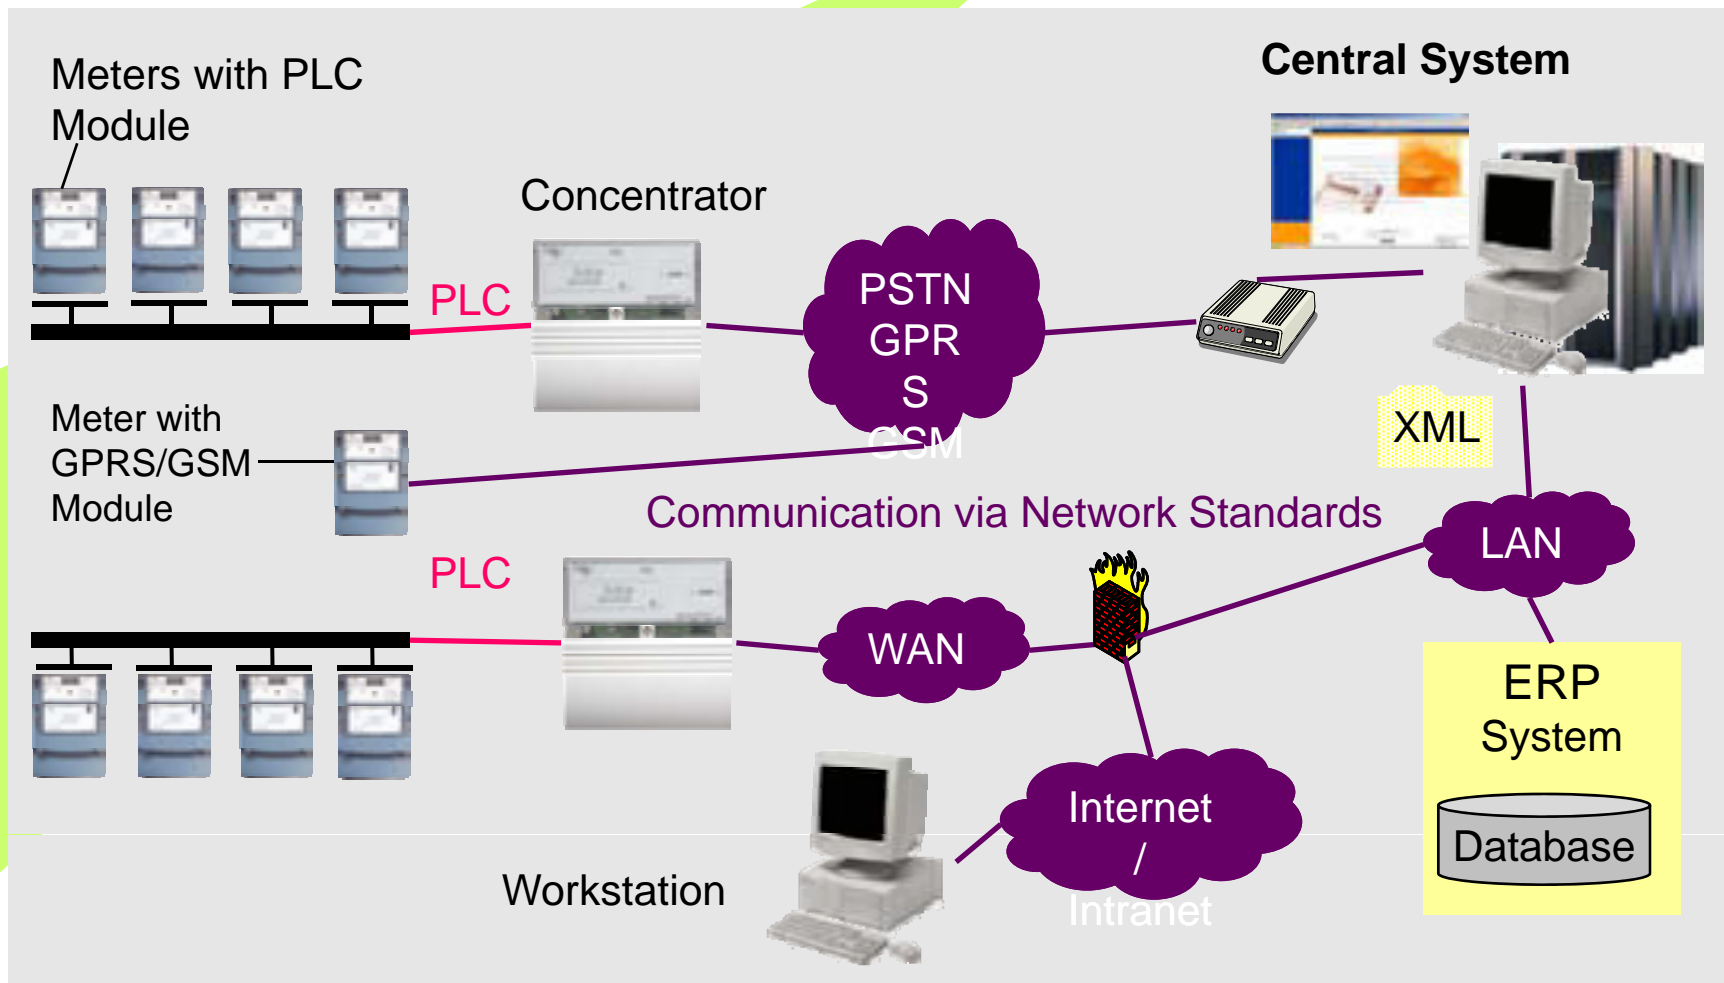 Central System
Meters with PLC
Module
Concentrator
PLC
PSTN
GPR
S
GSM
Meter with
GPRS/GSM
Module
XML
Communication via Network Standards
LAN
PLC
WAN
ERP
System
Database
Internet
/
Intranet
Workstation